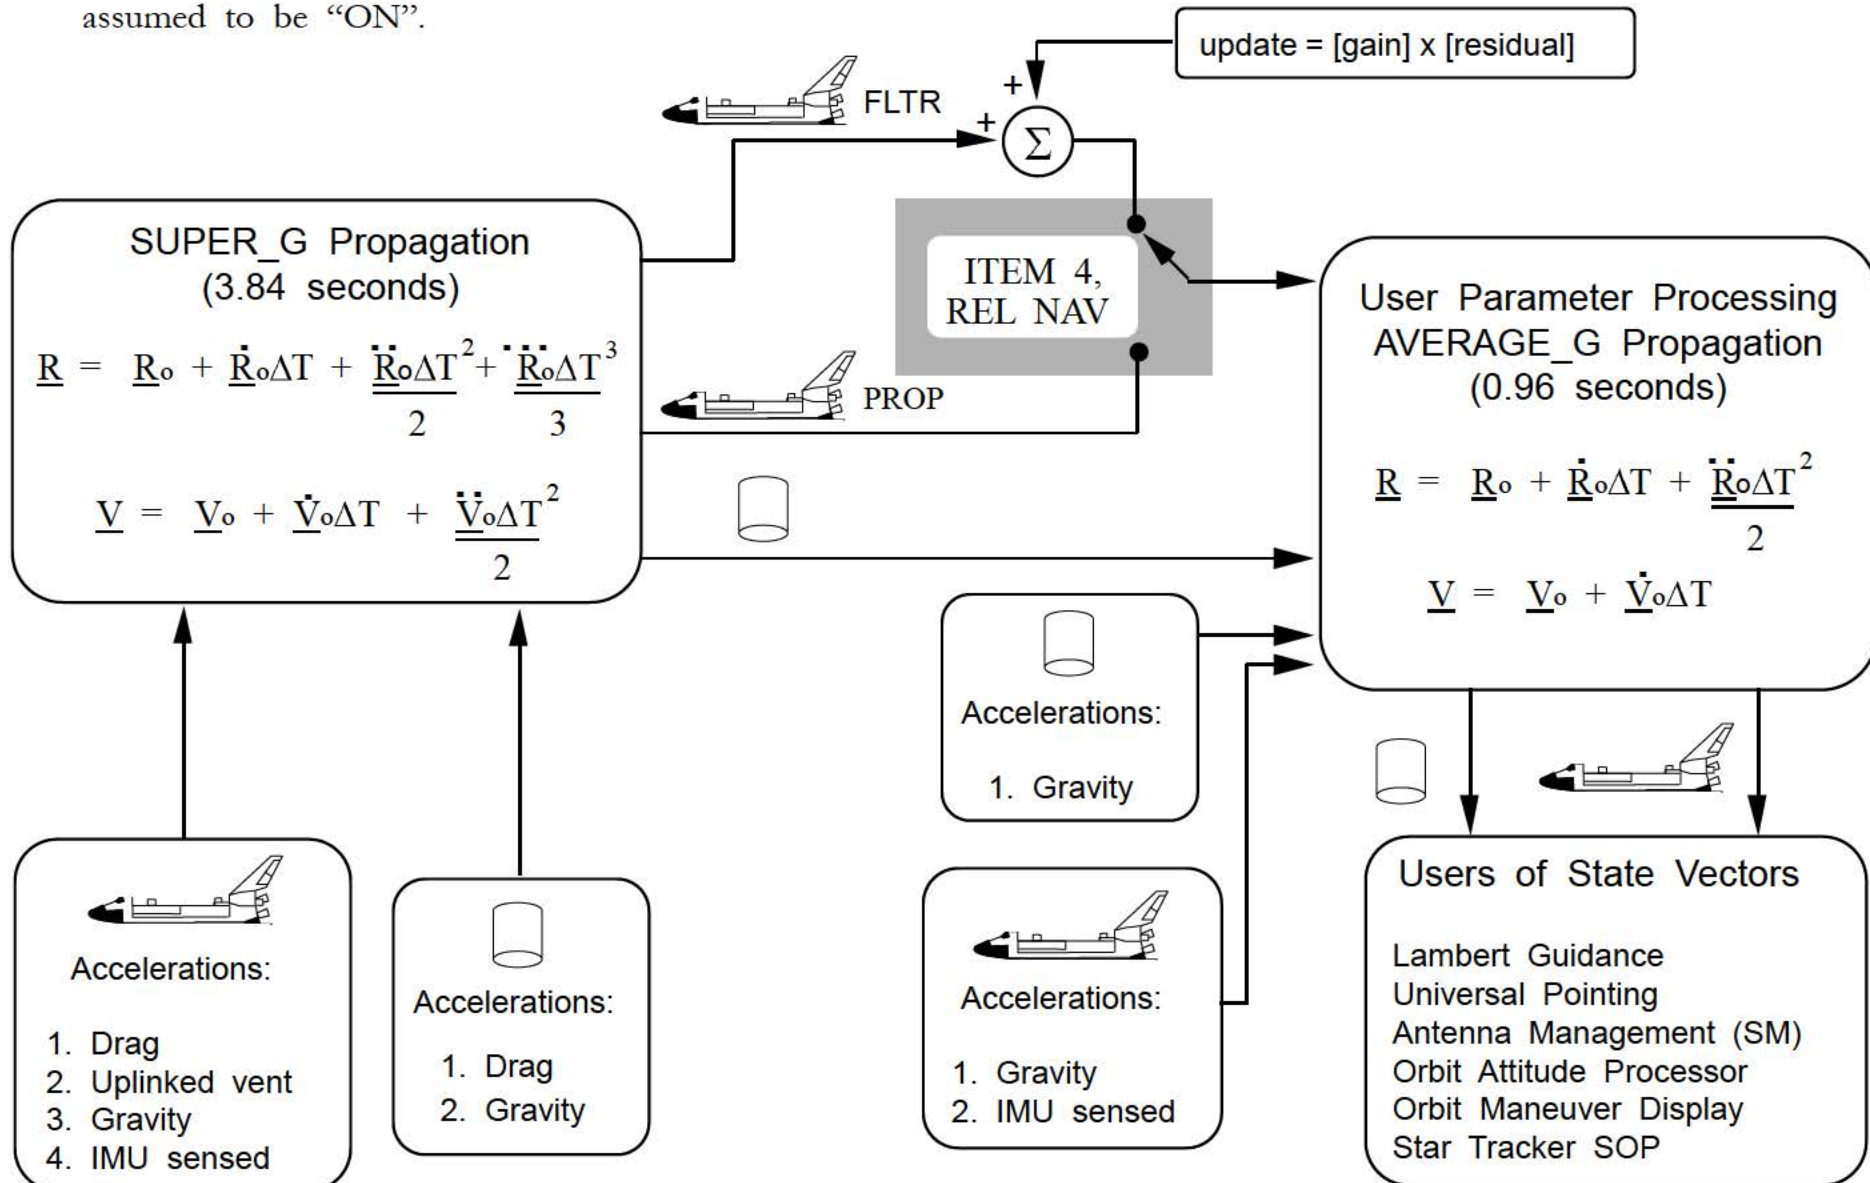 assumed to be “ON”.
update = [gain] x [residual]
FLTR
+
+
Σ
SUPER_G Propagation
(3.84 seconds)
R = Ro + ṘoΔT + R̈oΔT²/2 + R⃛oΔT³/3
V = Vo + V̇oΔT + V̈oΔT²/2
ITEM 4,
REL NAV
PROP
User Parameter Processing
AVERAGE_G Propagation
(0.96 seconds)
R = Ro + ṘoΔT + R̈oΔT²/2
V = Vo + V̇oΔT
Accelerations:
1. Drag
2. Uplinked vent
3. Gravity
4. IMU sensed
Accelerations:
1. Drag
2. Gravity
Accelerations:
1. Gravity
Accelerations:
1. Gravity
2. IMU sensed
Users of State Vectors
Lambert Guidance
Universal Pointing
Antenna Management (SM)
Orbit Attitude Processor
Orbit Maneuver Display
Star Tracker SOP